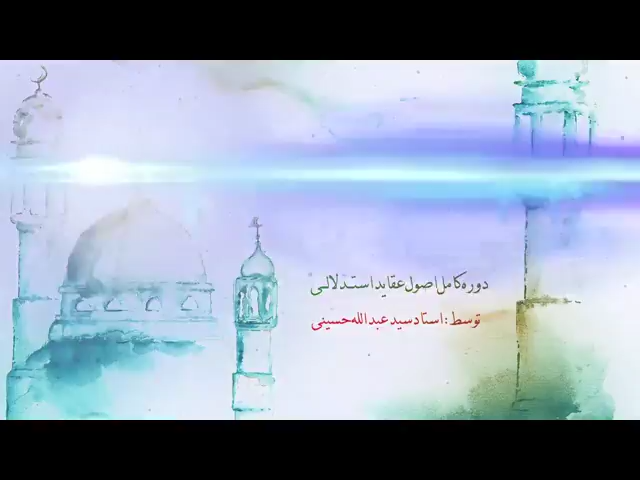 دوره کامل اصول عقاید استدلالی
توسط : استاد سید عبدالله حسینی